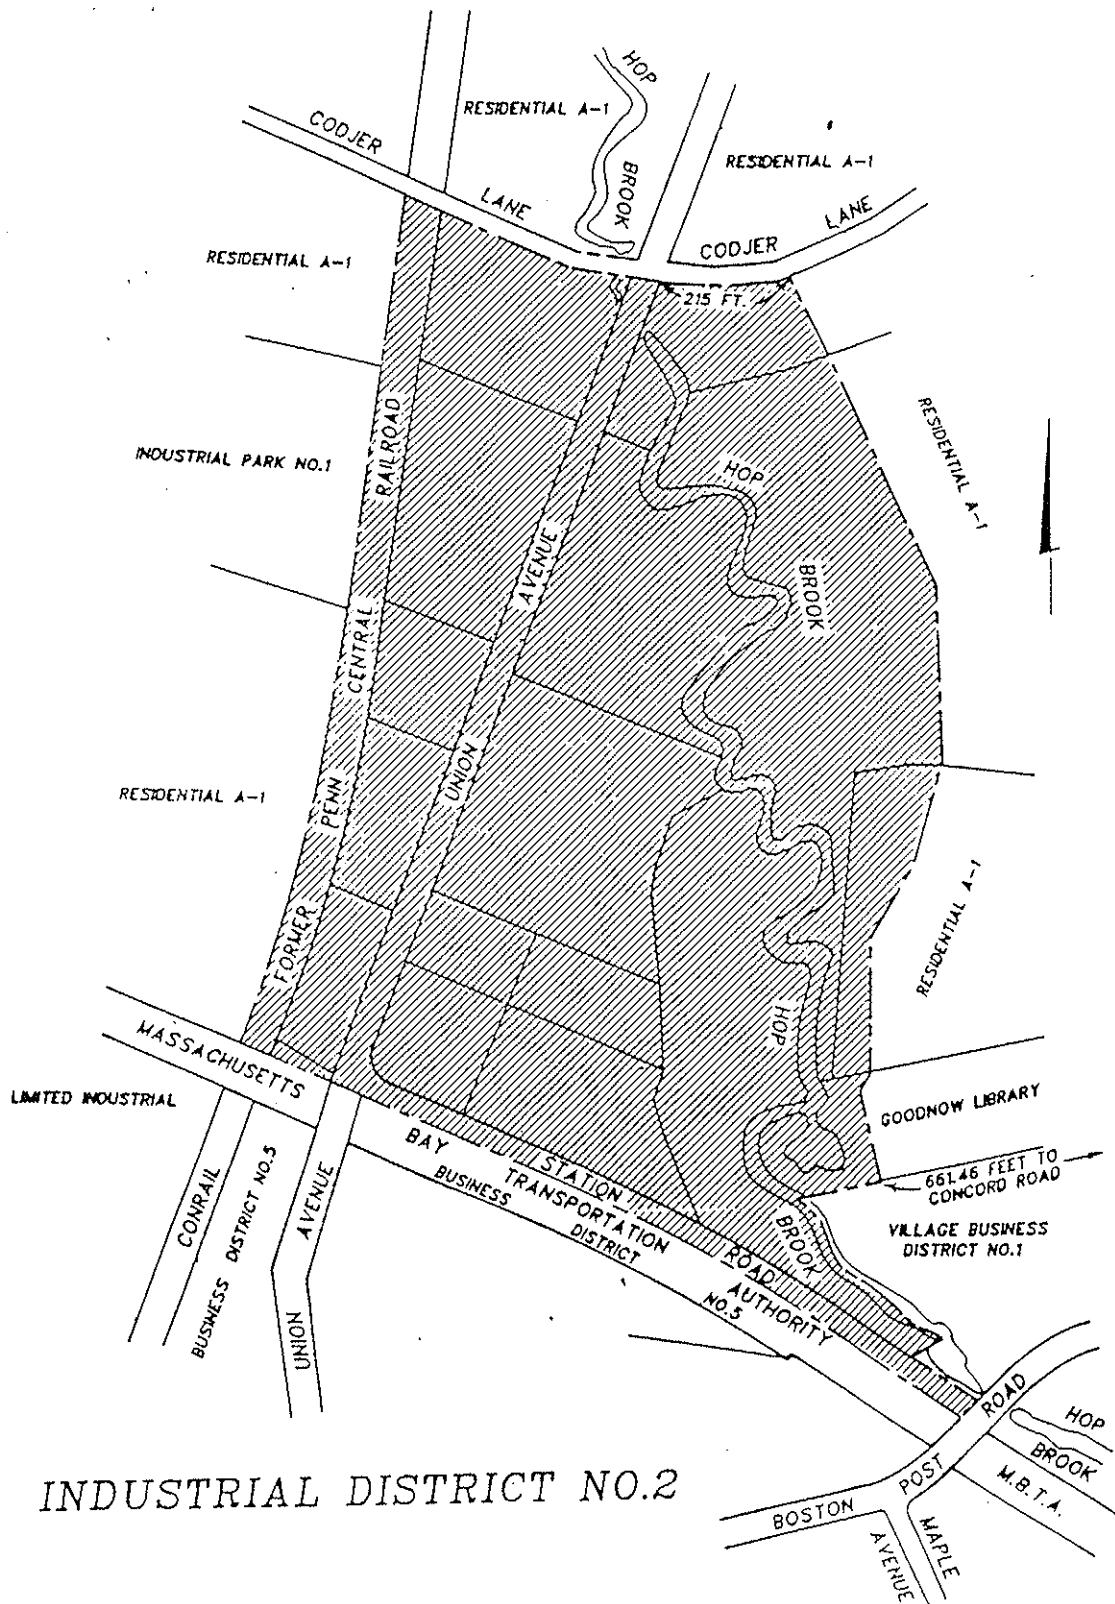 HOP
BROOK
RESIDENTIAL A-1
CODJER
LANE
RESIDENTIAL A-1
LANE
CODJER
RESIDENTIAL A-1
215 FT.
RESIDENTIAL A-1
INDUSTRIAL PARK NO.1
RAILROAD
HOP
AVENUE
BROOK
CENTRAL
UNION
RESIDENTIAL A-1
PENN
RESIDENTIAL A-1
FORMER
HOP
MASSACHUSETTS
LIMITED INDUSTRIAL
GOODNOW LIBRARY
BAY
STATION
TRANSPORTATION
BUSINESS
DISTRICT
661.46 FEET TO
CONCORD ROAD
CONRAIL
BUSINESS DISTRICT NO.5
AVENUE
UNION
BROOK
VILLAGE BUSINESS
DISTRICT NO.1
ROAD
AUTHORITY
NO.5
ROAD
POST
BOSTON
HOP
BROOK
M.B.T.A.
MAPLE
AVENUE
INDUSTRIAL DISTRICT NO.2